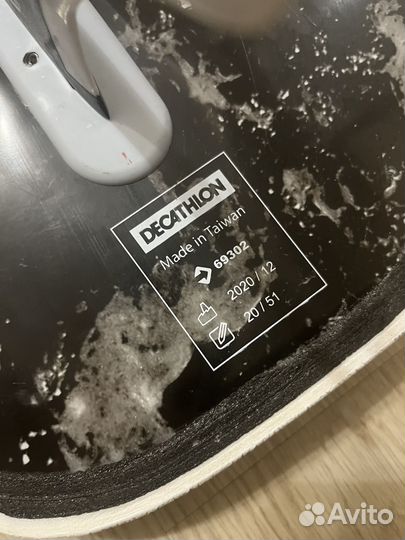 DECATHLON
Made in Taiwan
69302
2020 / 12
20 / 51
Avito